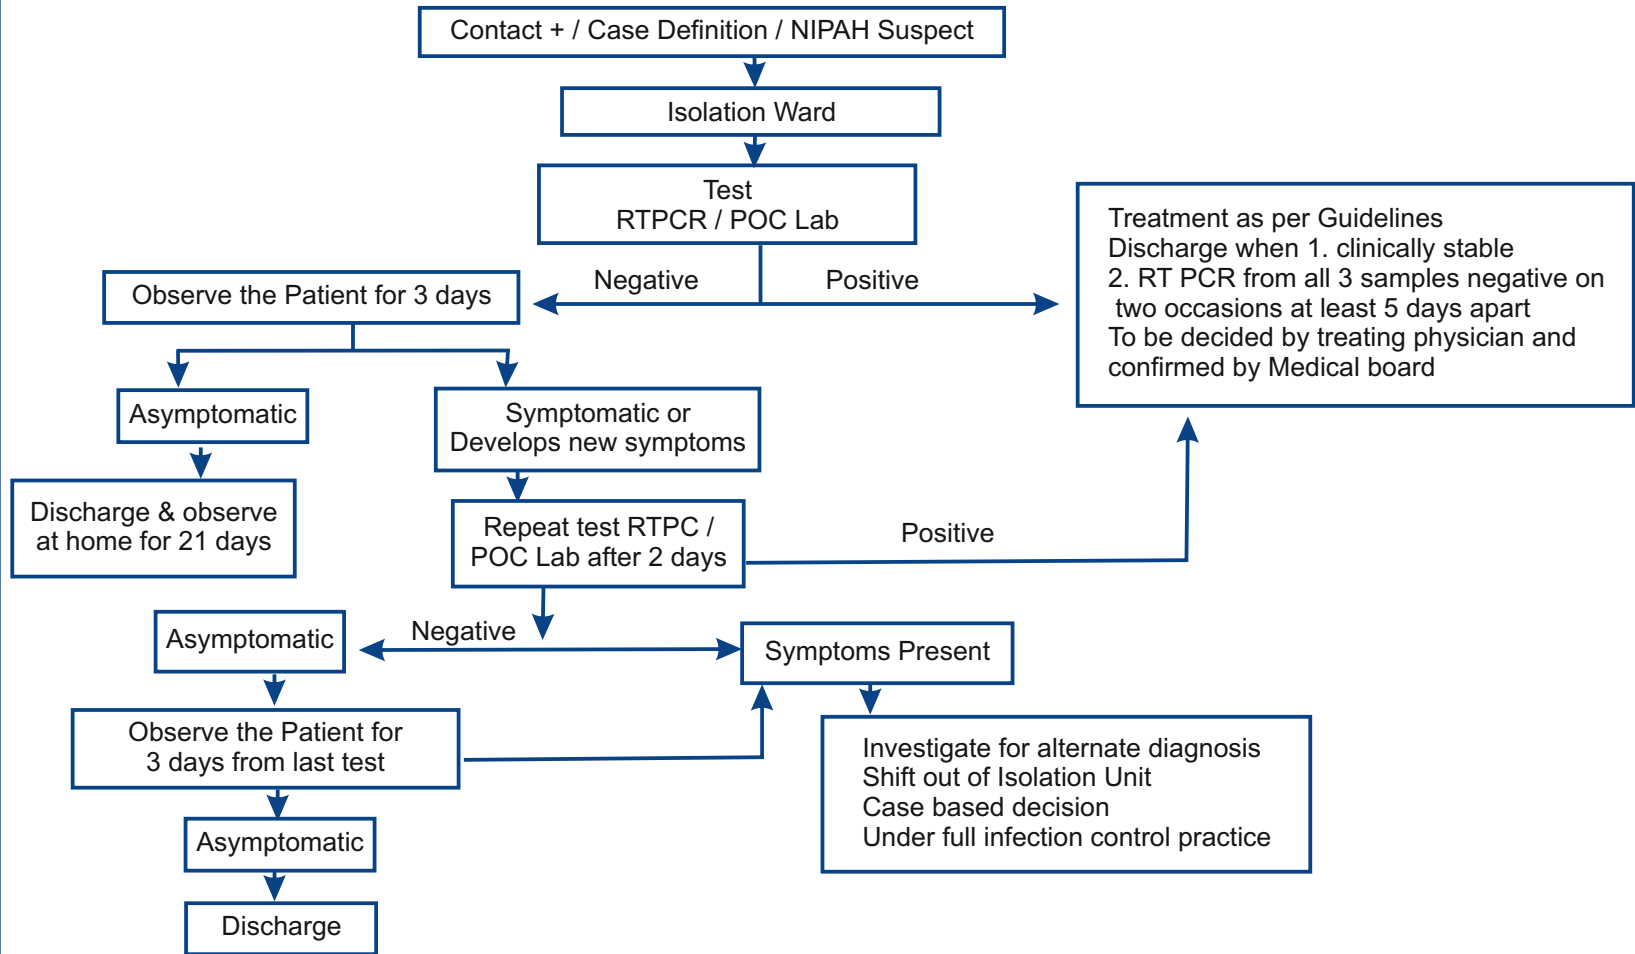 Contact + / Case Definition / NIPAH Suspect
Isolation Ward
Test
RTPCR / POC Lab
Negative
Positive
Observe the Patient for 3 days
Treatment as per Guidelines
Discharge when 1. clinically stable
2. RT PCR from all 3 samples negative on
two occasions at least 5 days apart
To be decided by treating physician and
confirmed by Medical board
Asymptomatic
Symptomatic or
Develops new symptoms
Discharge & observe
at home for 21 days
Repeat test RTPC /
POC Lab after 2 days
Positive
Asymptomatic
Negative
Symptoms Present
Observe the Patient for
3 days from last test
Investigate for alternate diagnosis
Shift out of Isolation Unit
Case based decision
Under full infection control practice
Asymptomatic
Discharge